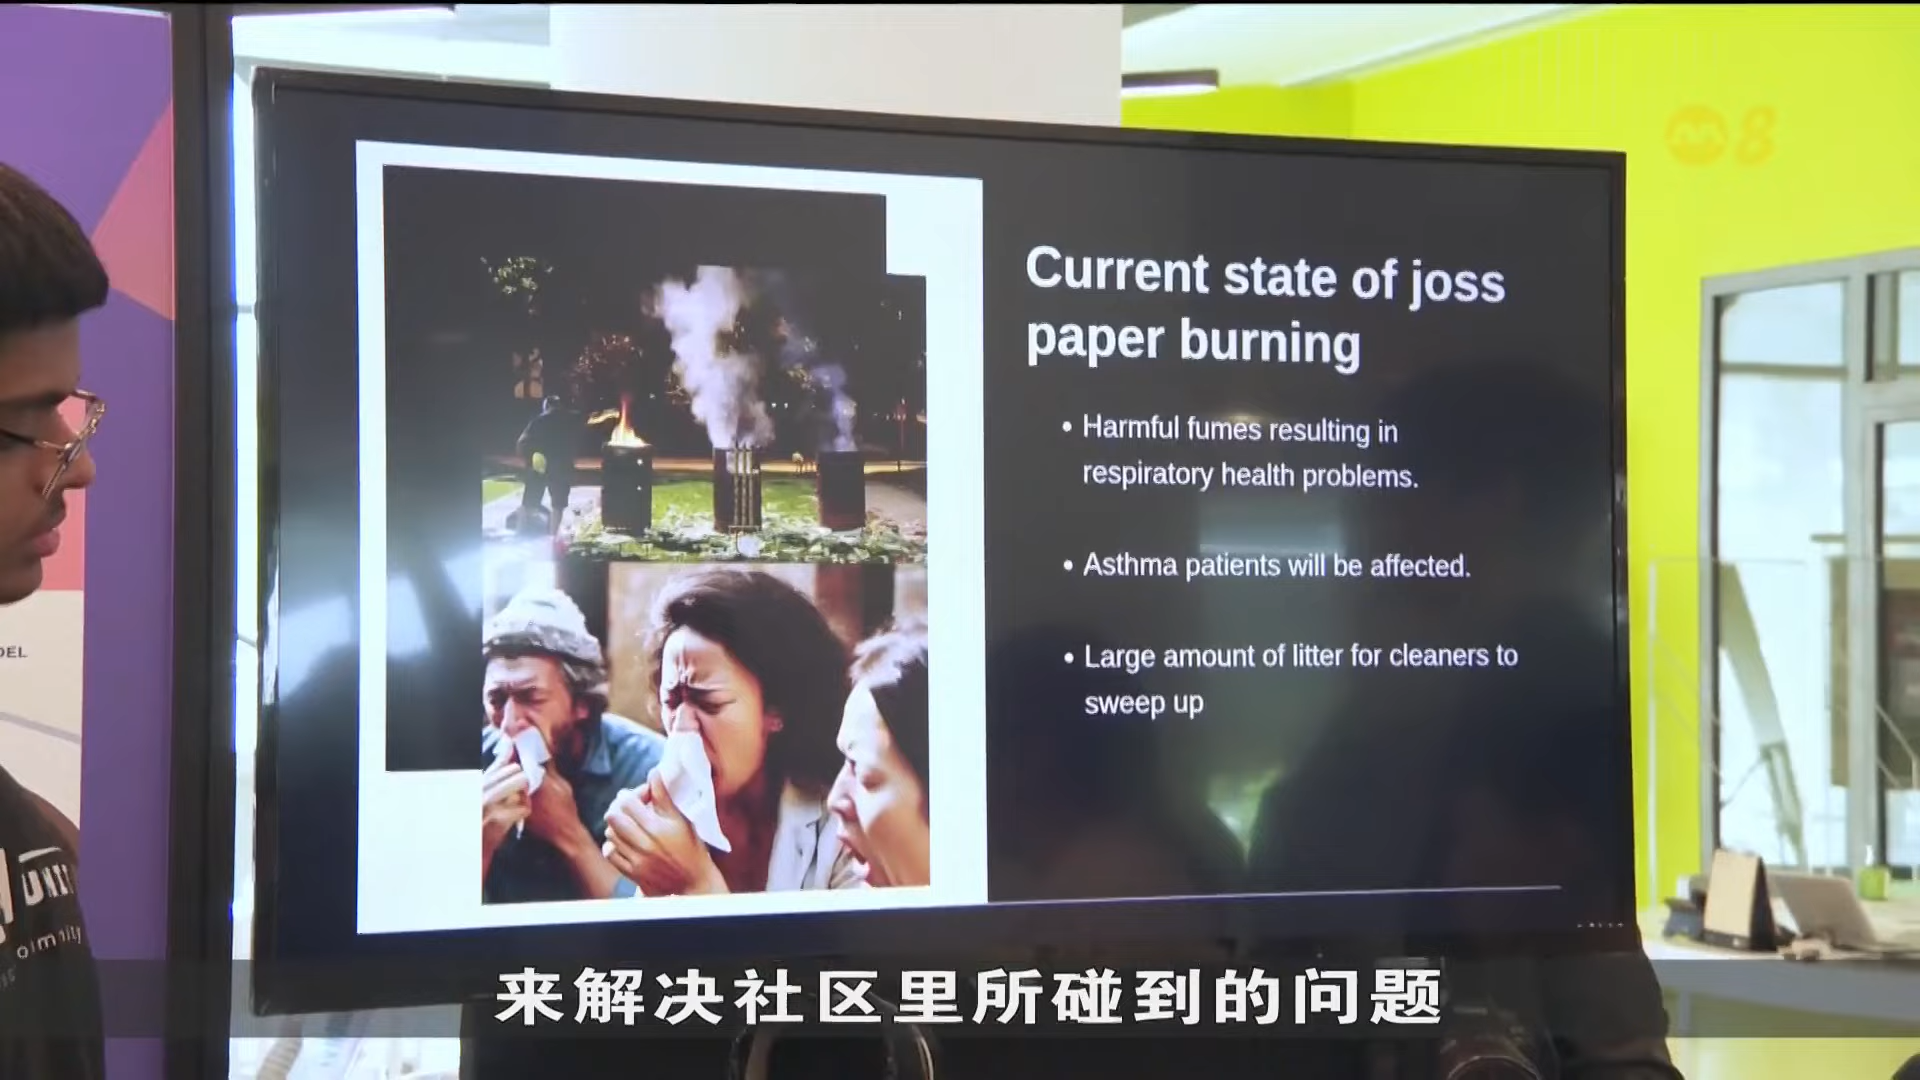 8
Current state of joss
paper burning
• Harmful fumes resulting in
respiratory health problems.
• Asthma patients will be affected.
• Large amount of litter for cleaners to
sweep up
DEL
来解决社区里所碰到的问题